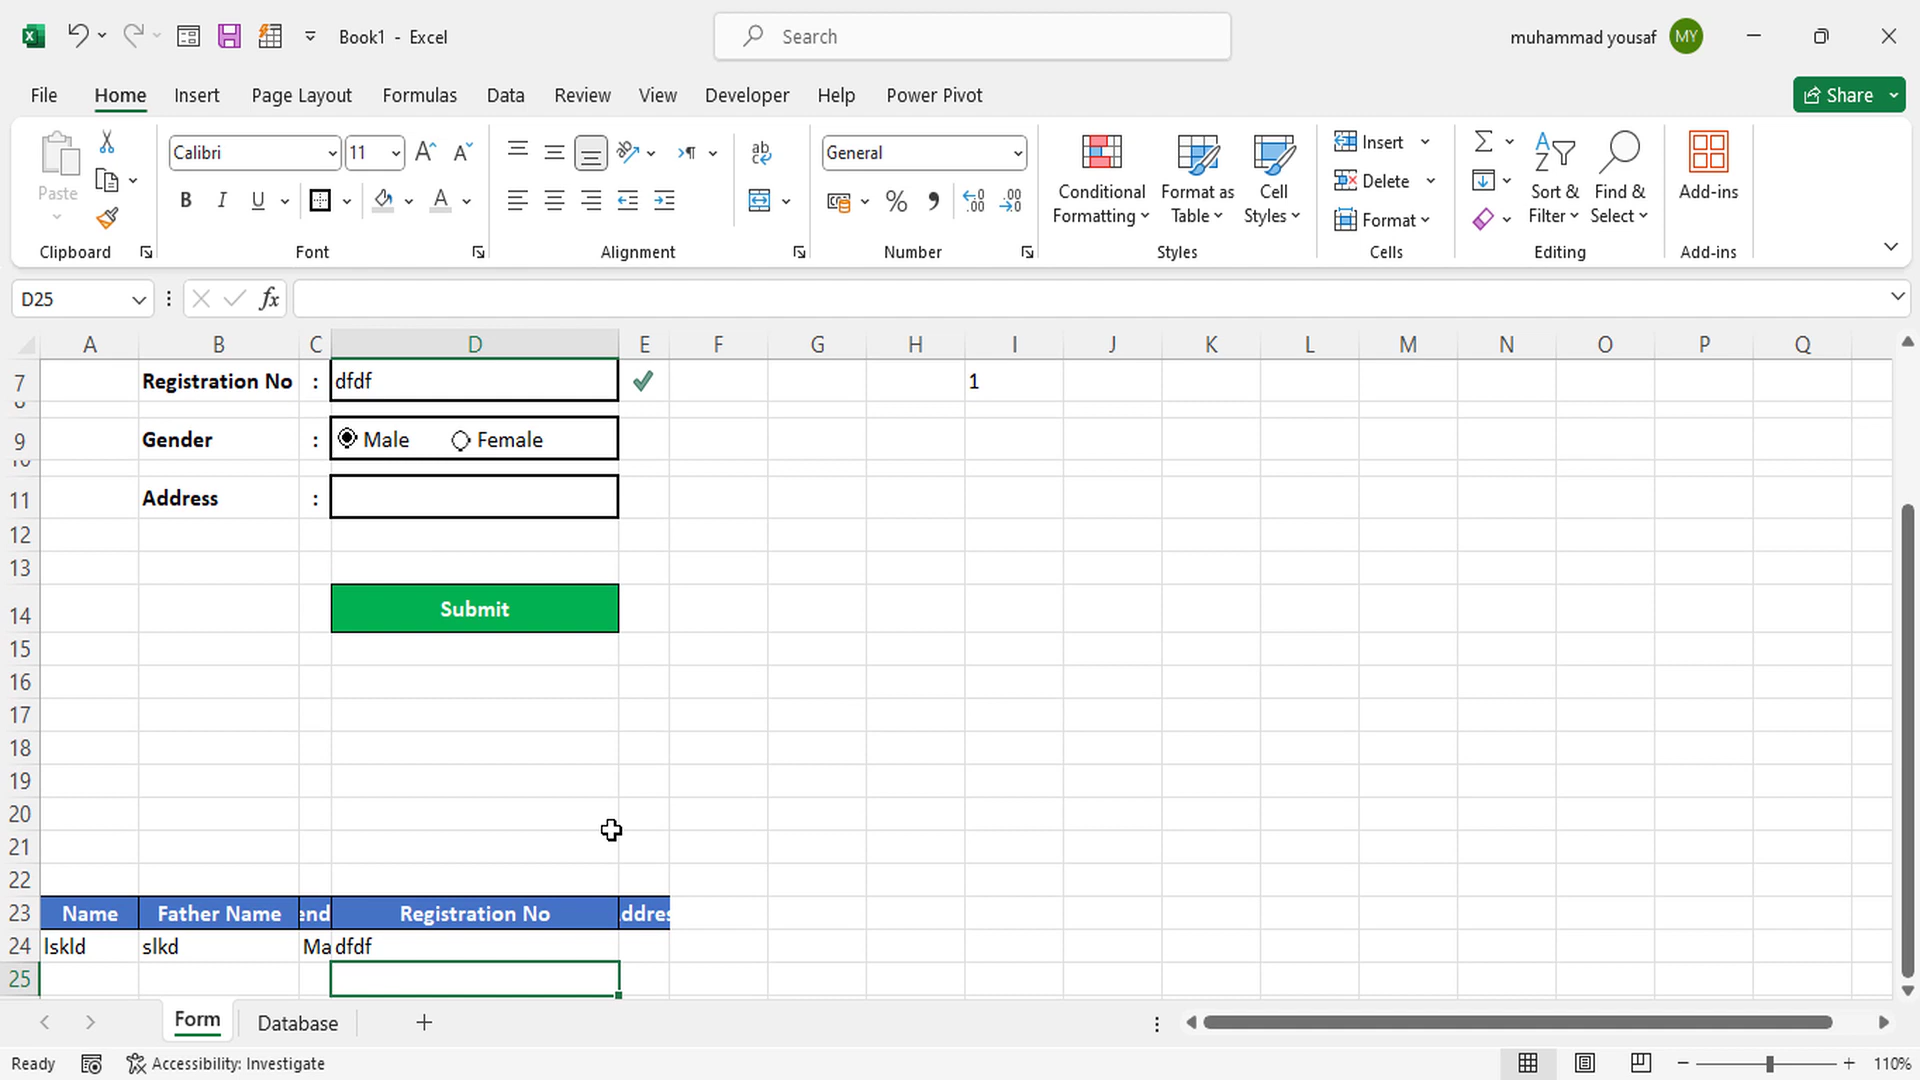 Book1 - Excel
Search
muhammad yousaf
MY
File Home Insert Page Layout Formulas Data Review View Developer Help Power Pivot
Share
Paste
Clipboard
Calibri
11
B I U A
Font
ab
Alignment
General
% ,
Number
Conditional Formatting
Format as Table
Cell Styles
Styles
Insert
Delete
Format
Cells
Sort & Filter
Find & Select
Editing
Add-ins
Add-ins
D25
fx
A B C D E F G H I J K L M N O P Q
7 Registration No : dfdf 1
9 Gender : Male Female
11 Address :
12
13
14 Submit
15
16
17
18
19
20
21
22
23 Name Father Name end Registration No ddres
24 lskld slkd Ma dfdf
25
Form Database
Ready
Accessibility: Investigate
110%